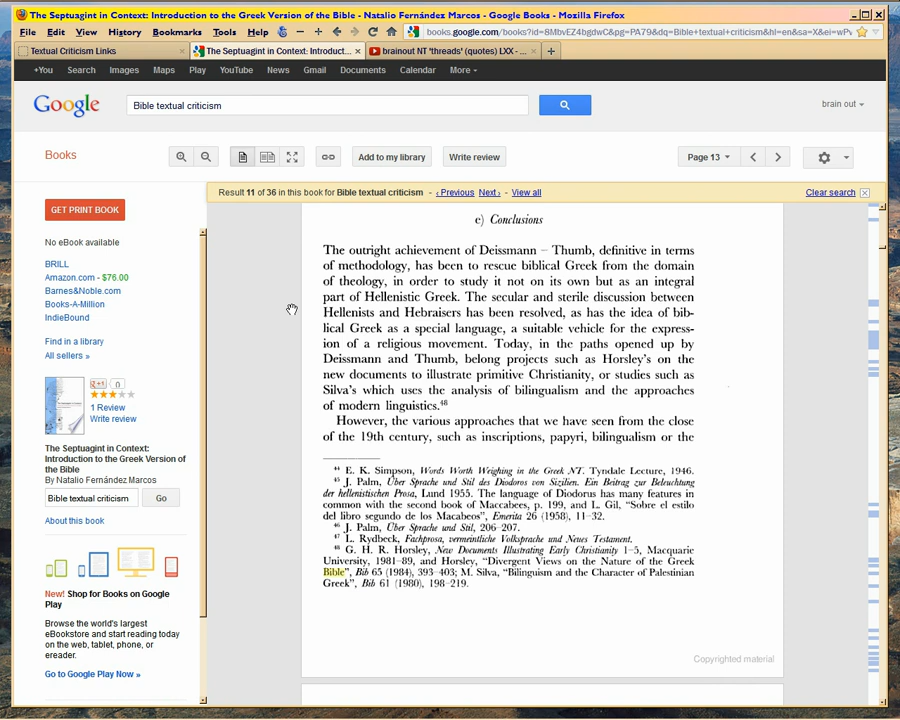 The Septuagint in Context: Introduction to the Greek Version of the Bible - Natalio Fernández Marcos - Google Books - Mozilla Firefox
File Edit View History Bookmarks Tools Help
books.google.com/books?id=8MbvEZ4bgdwC&pg=PA79&dq=Bible+textual+criticism&hl=en&sa=X&ei=wPv
Textual Criticism Links
The Septuagint in Context: Introduct...
brainout NT 'threads' (quotes) LXX - ...
+You Search Images Maps Play YouTube News Gmail Documents Calendar More
Google
Bible textual criticism
brain out
Books
Add to my library
Write review
Page 13
Result 11 of 36 in this book for Bible textual criticism - ‹ Previous Next › - View all
Clear search
GET PRINT BOOK
No eBook available
BRILL
Amazon.com - $76.00
Barnes&Noble.com
Books-A-Million
IndieBound
Find in a library
All sellers »
+1 0
1 Review
Write review
The Septuagint in Context:
Introduction to the Greek Version of
the Bible
By Natalio Fernández Marcos
Bible textual criticism Go
About this book
New! Shop for Books on Google
Play
Browse the world's largest
eBookstore and start reading today
on the web, tablet, phone, or
ereader.
Go to Google Play Now »
c) Conclusions
The outright achievement of Deissmann – Thumb, definitive in terms
of methodology, has been to rescue biblical Greek from the domain
of theology, in order to study it not on its own but as an integral
part of Hellenistic Greek. The secular and sterile discussion between
Hellenists and Hebraisers has been resolved, as has the idea of bib-
lical Greek as a special language, a suitable vehicle for the express-
ion of a religious movement. Today, in the paths opened up by
Deissmann and Thumb, belong projects such as Horsley's on the
new documents to illustrate primitive Christianity, or studies such as
Silva's which uses the analysis of bilingualism and the approaches
of modern linguistics.48
However, the various approaches that we have seen from the close
of the 19th century, such as inscriptions, papyri, bilingualism or the
44 E. K. Simpson, Words Worth Weighing in the Greek NT. Tyndale Lecture, 1946.
45 J. Palm, Über Sprache und Stil des Diodoros von Sizilien. Ein Beitrag zur Beleuchtung
der hellenistischen Prosa, Lund 1955. The language of Diodorus has many features in
common with the second book of Maccabees, p. 199, and L. Gil, "Sobre el estilo
del libro segundo de los Macabeos", Emerita 26 (1958), 11–32.
46 J. Palm, Über Sprache und Stil, 206–207.
47 L. Rydbeck, Fachprosa, vermeintliche Volksprache und Neues Testament.
48 G. H. R. Horsley, New Documents Illustrating Early Christianity 1–5, Macquarie
University, 1981–89, and Horsley, "Divergent Views on the Nature of the Greek
Bible", Bib 65 (1984), 393–403; M. Silva, "Bilinguism and the Character of Palestinian
Greek", Bib 61 (1980), 198–219.
Copyrighted material